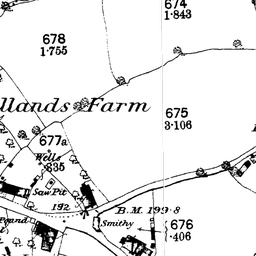 674
1·843
678
1·755
llands Farm
675
3·106
677a
Wells
·835
Saw Pit
192
B.M. 199·8
Pound
Smithy
676
·406